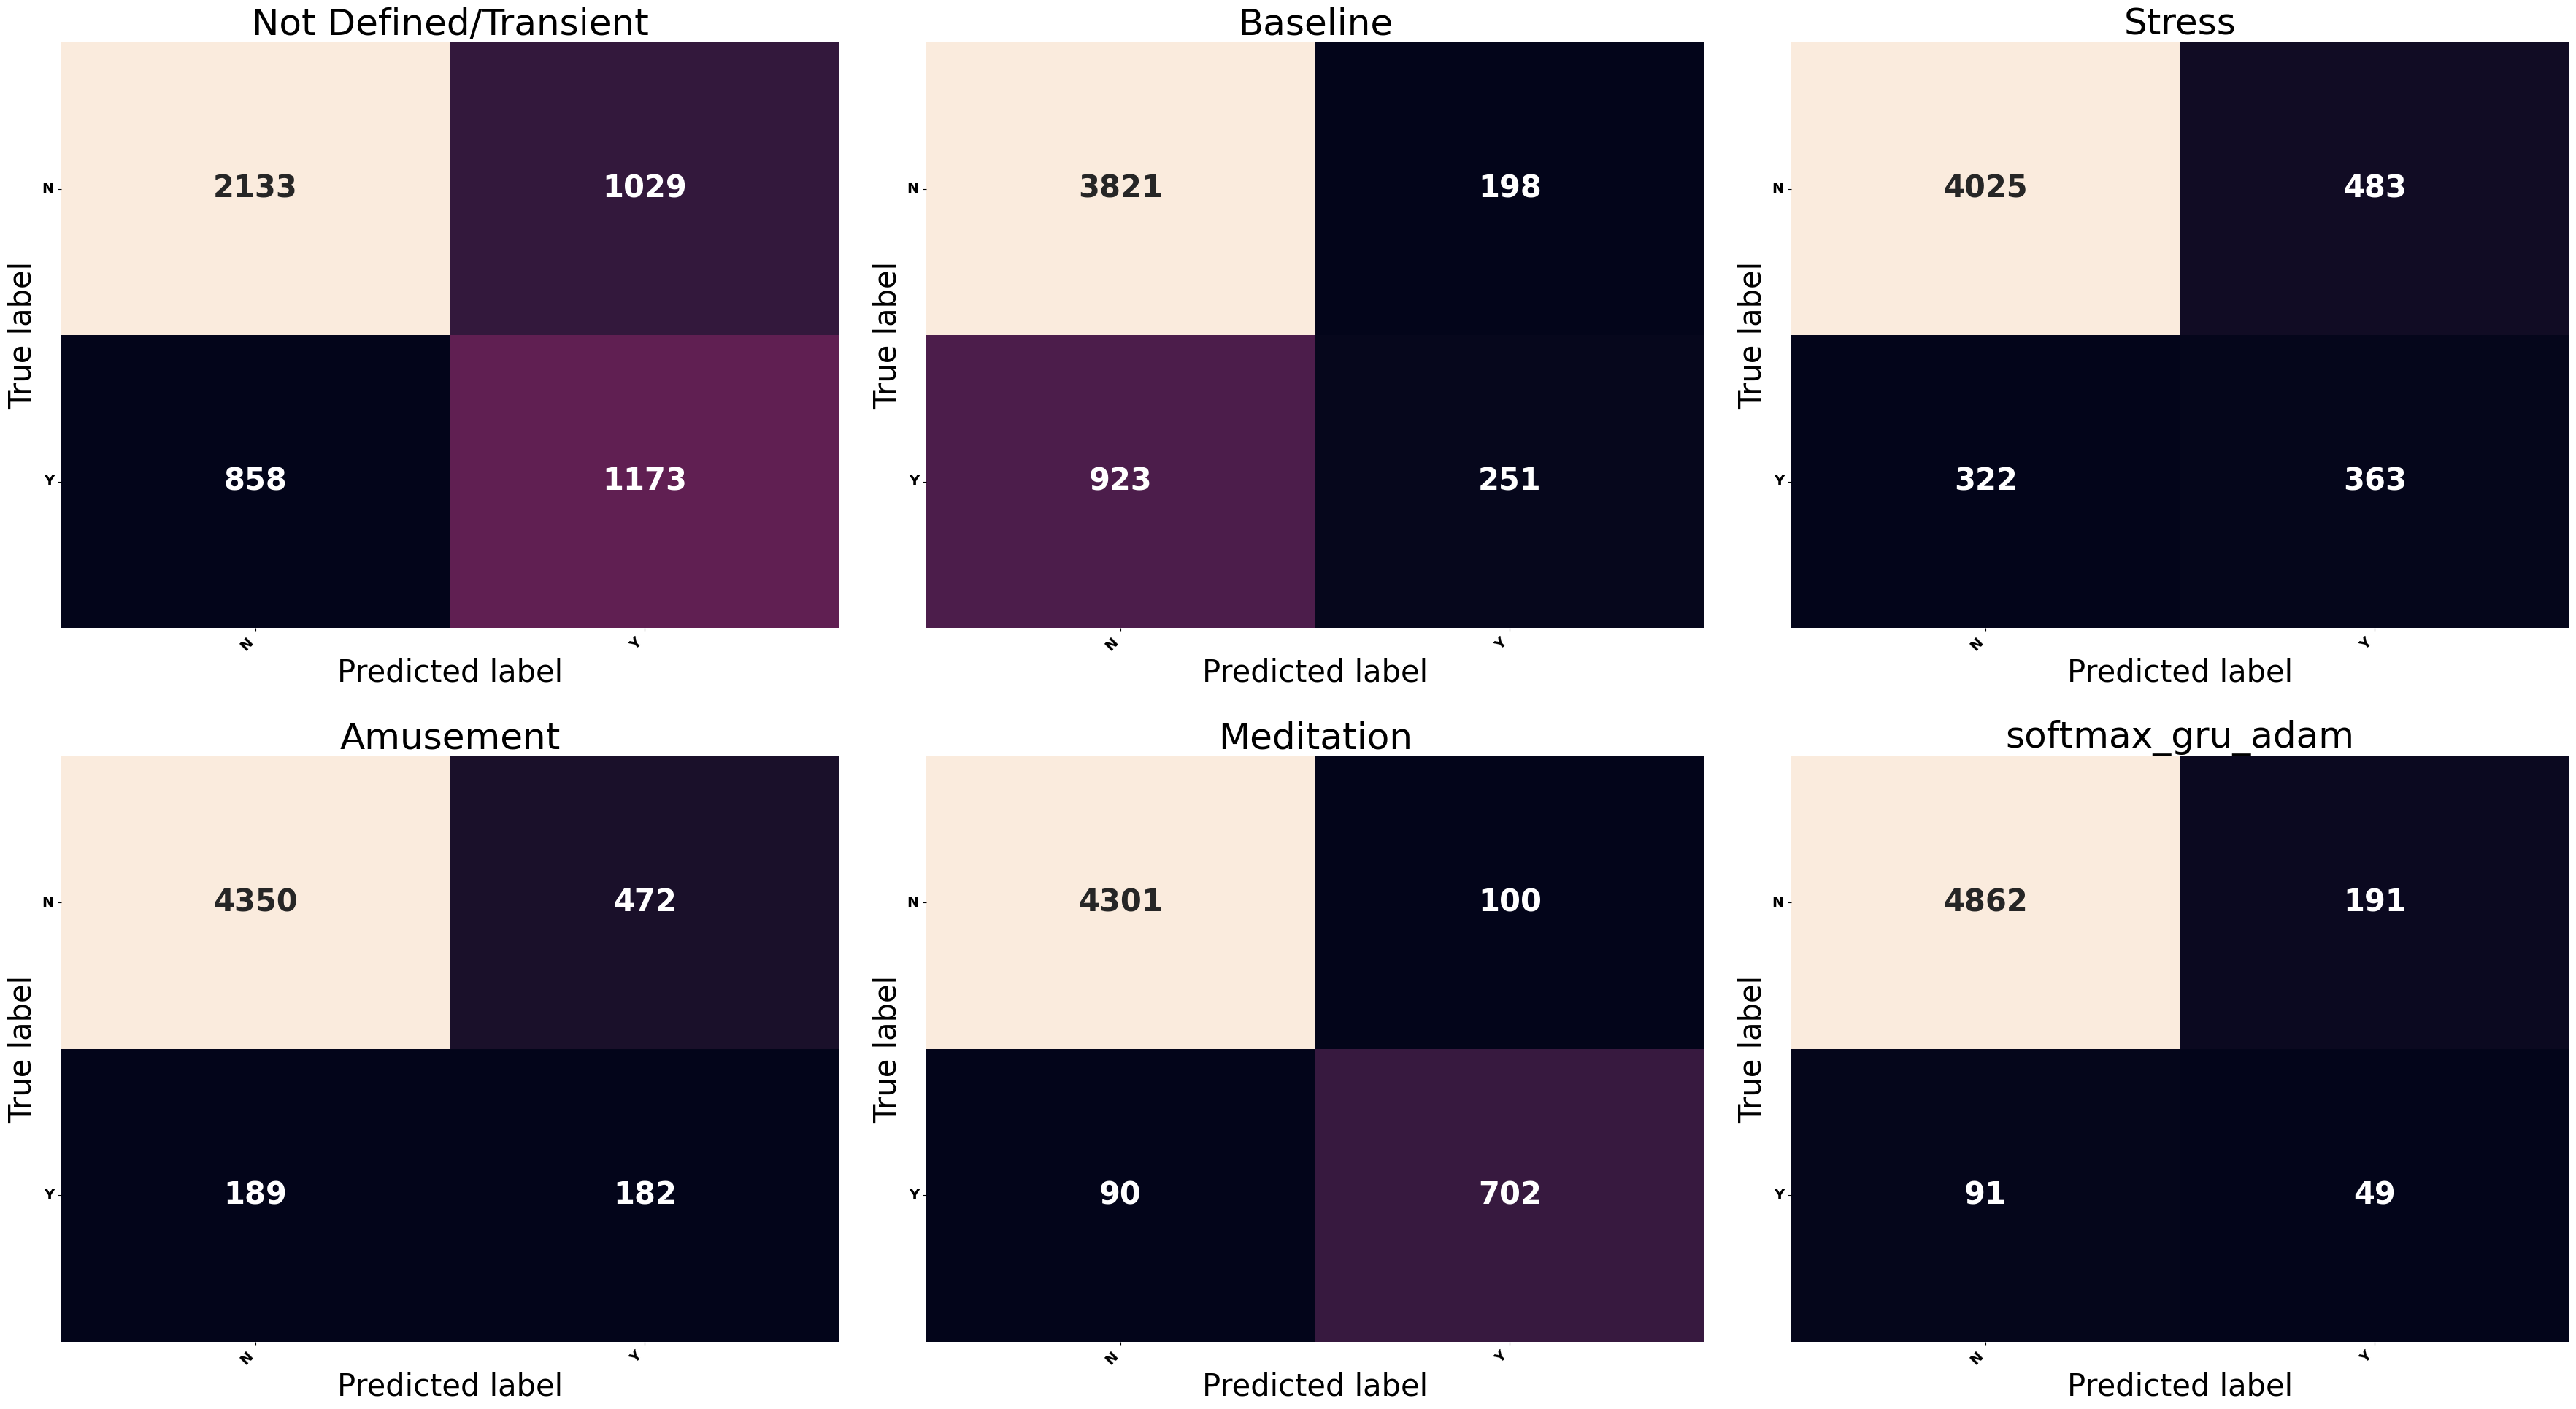 Not Defined/Transient
Baseline
Stress
True label
N
2133
1029
Y
858
1173
N
Y
Predicted label
True label
N
3821
198
Y
923
251
N
Y
Predicted label
True label
N
4025
483
Y
322
363
N
Y
Predicted label
Amusement
Meditation
softmax_gru_adam
True label
N
4350
472
Y
189
182
N
Y
Predicted label
True label
N
4301
100
Y
90
702
N
Y
Predicted label
True label
N
4862
191
Y
91
49
N
Y
Predicted label